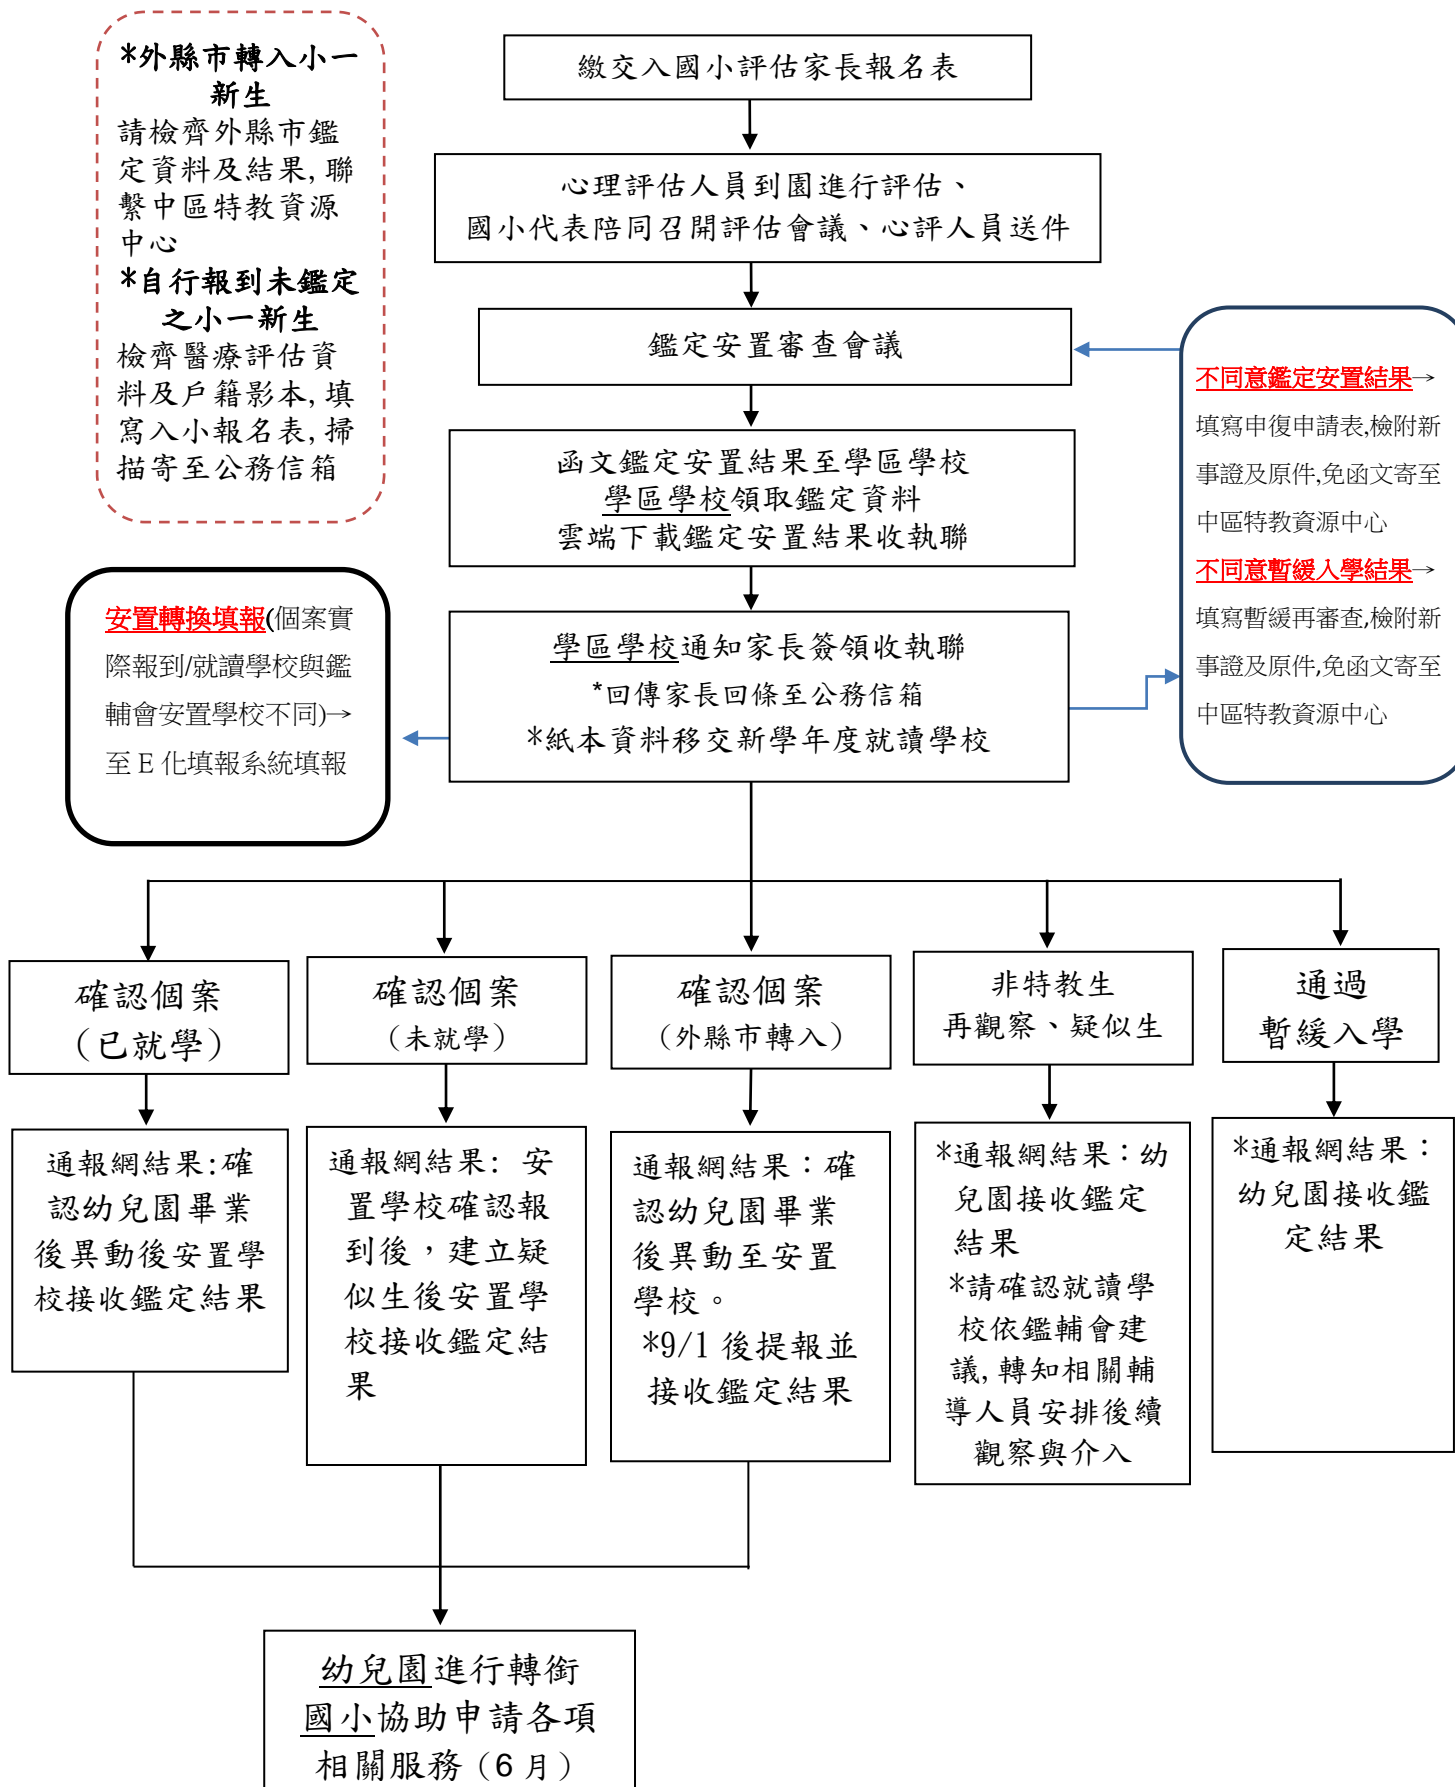 *外縣市轉入小一
新生
請檢齊外縣市鑑
定資料及結果,聯
繫中區特教資源
中心
*自行報到未鑑定
之小一新生
檢齊醫療評估資
料及戶籍影本,填
寫入小報名表,掃
描寄至公務信箱
繳交入國小評估家長報名表
心理評估人員到園進行評估、
國小代表陪同召開評估會議、心評人員送件
鑑定安置審查會議
函文鑑定安置結果至學區學校
學區學校領取鑑定資料
雲端下載鑑定安置結果收執聯
不同意鑑定安置結果→
填寫申復申請表,檢附新
事證及原件,免函文寄至
中區特教資源中心
不同意暫緩入學結果→
填寫暫緩再審查,檢附新
事證及原件,免函文寄至
中區特教資源中心
安置轉換填報(個案實
際報到/就讀學校與鑑
輔會安置學校不同)→
至 E 化填報系統填報
學區學校通知家長簽領收執聯
*回傳家長回條至公務信箱
*紙本資料移交新學年度就讀學校
確認個案
（已就學）
確認個案
（未就學）
確認個案
（外縣市轉入）
非特教生
再觀察、疑似生
通過
暫緩入學
通報網結果:確
認幼兒園畢業
後異動後安置學
校接收鑑定結果
通報網結果: 安
置學校確認報
到後，建立疑
似生後安置學
校接收鑑定結
果
通報網結果：確
認幼兒園畢業
後異動至安置
學校。
*9/1 後提報並
接收鑑定結果
*通報網結果：幼
兒園接收鑑定
結果
*請確認就讀學
校依鑑輔會建
議,轉知相關輔
導人員安排後續
觀察與介入
*通報網結果：
幼兒園接收鑑
定結果
幼兒園進行轉銜
國小協助申請各項
相關服務（6 月）